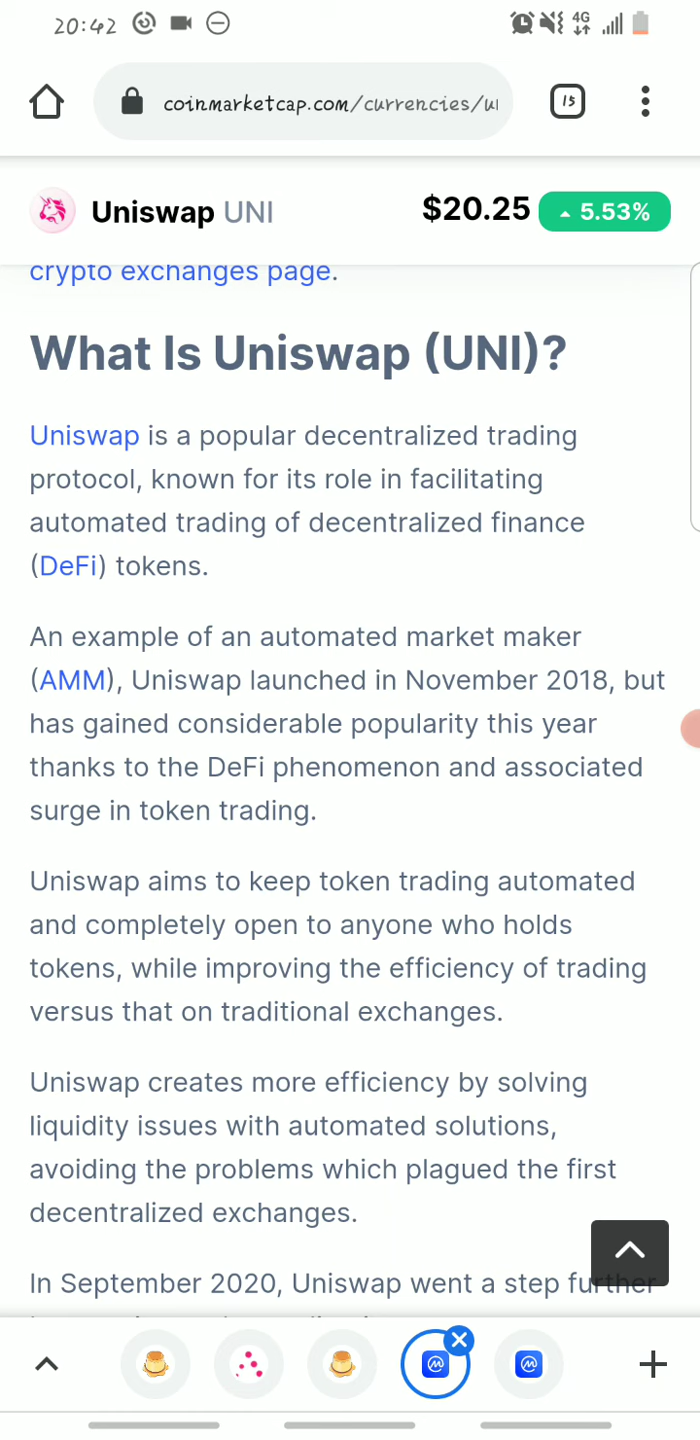 20:42
4G
coinmarketcap.com/currencies/u
15
Uniswap UNI
$20.25
5.53%
crypto exchanges page.
What Is Uniswap (UNI)?
Uniswap is a popular decentralized trading
protocol, known for its role in facilitating
automated trading of decentralized finance
(DeFi) tokens.
An example of an automated market maker
(AMM), Uniswap launched in November 2018, but
has gained considerable popularity this year
thanks to the DeFi phenomenon and associated
surge in token trading.
Uniswap aims to keep token trading automated
and completely open to anyone who holds
tokens, while improving the efficiency of trading
versus that on traditional exchanges.
Uniswap creates more efficiency by solving
liquidity issues with automated solutions,
avoiding the problems which plagued the first
decentralized exchanges.
In September 2020, Uniswap went a step further